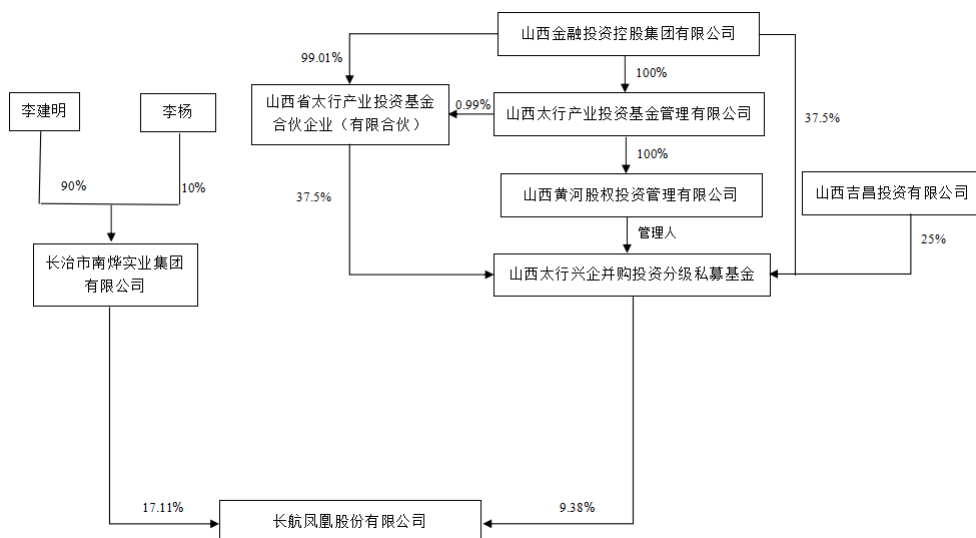 山西金融投资控股集团有限公司
99.01%
100%
李建明
李杨
山西省太行产业投资基金
合伙企业（有限合伙）
0.99%
山西太行产业投资基金管理有限公司
37.5%
90%
10%
37.5%
100%
山西黄河股权投资管理有限公司
山西吉昌投资有限公司
管理人
25%
长治市南烨实业集团
有限公司
山西太行兴企并购投资分级私募基金
17.11%
长航凤凰股份有限公司
9.38%